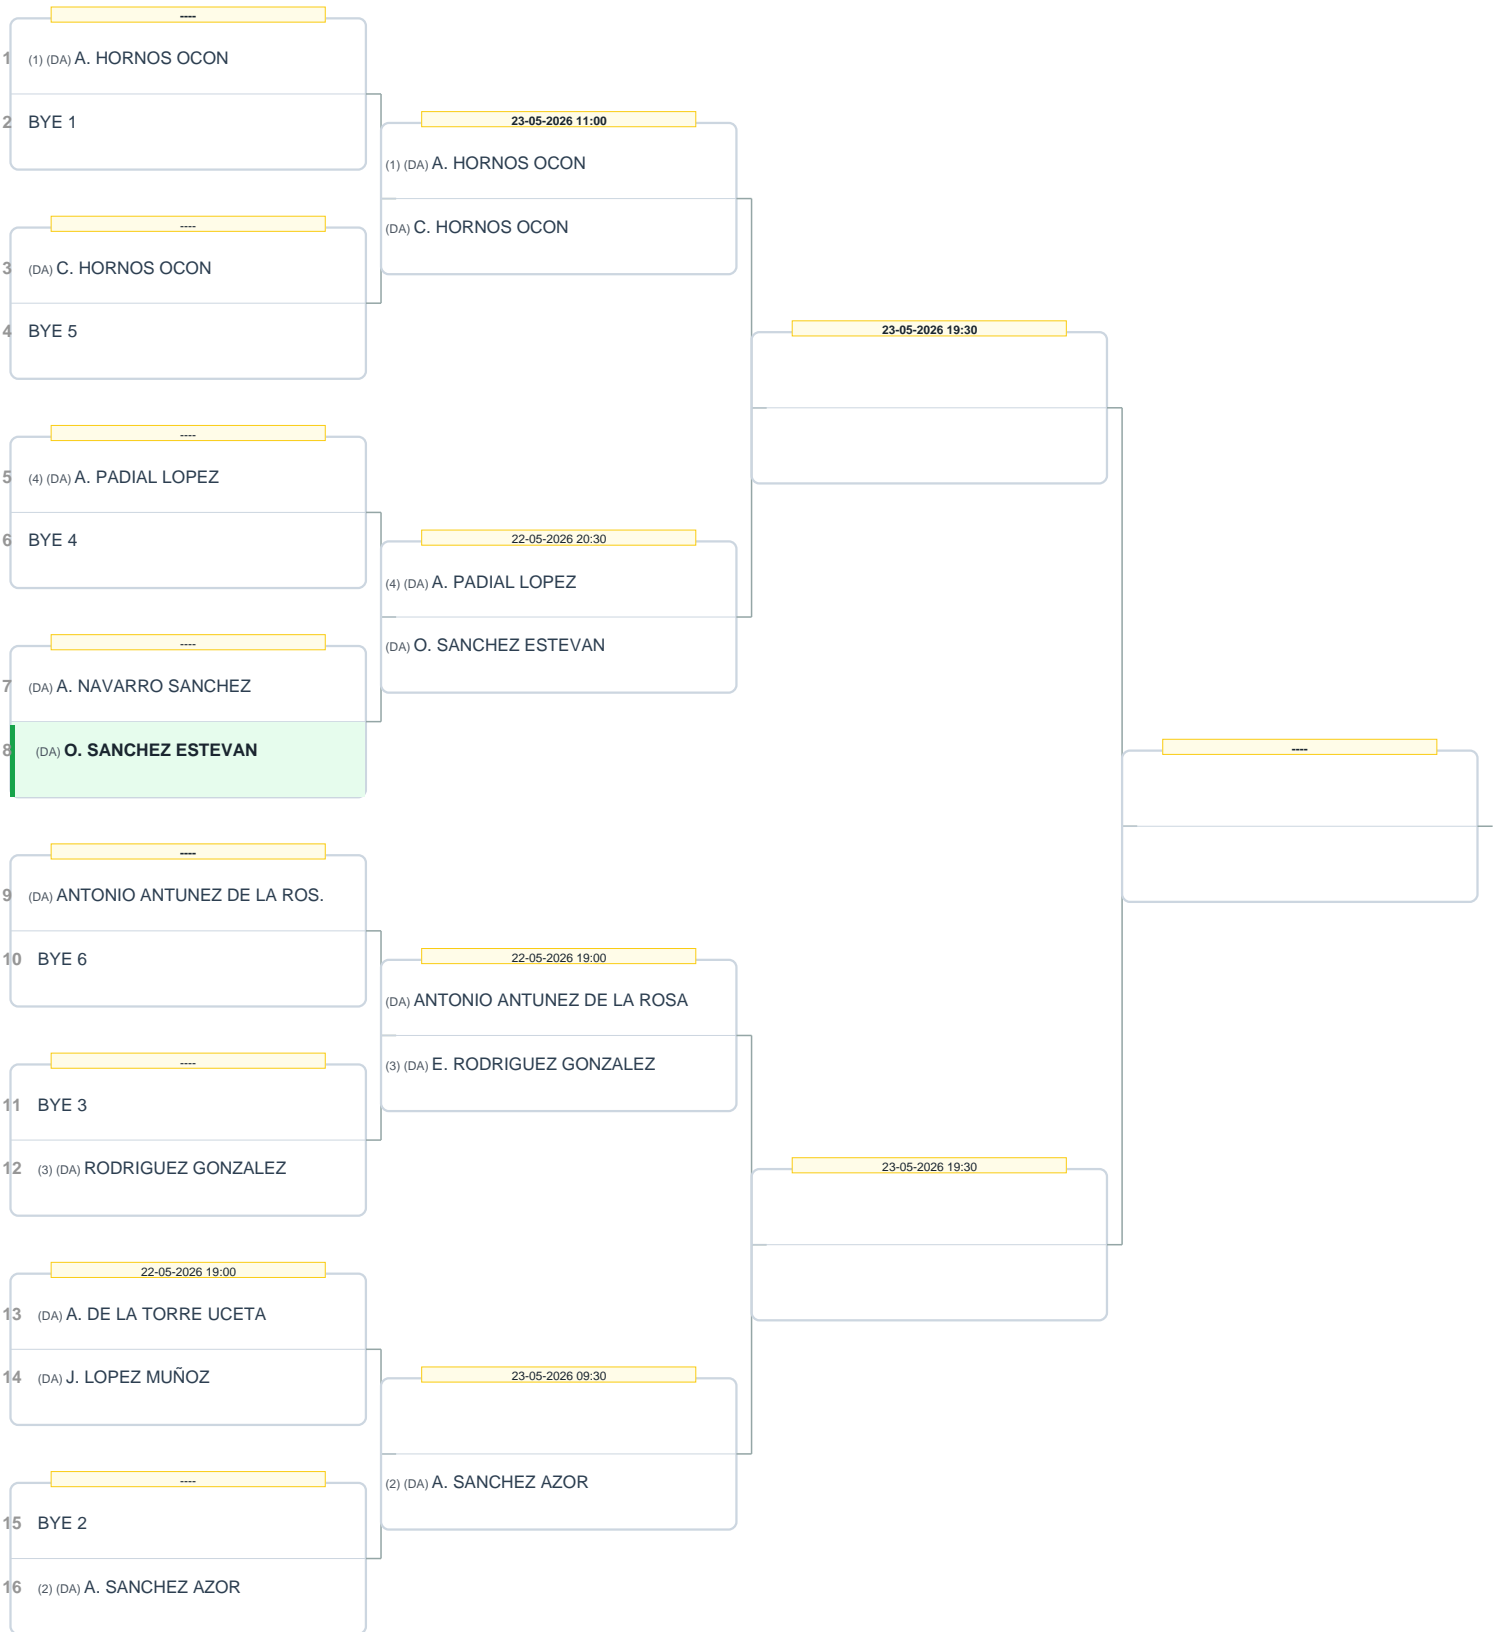 ----
1 (1) (DA) A. HORNOS OCON
2 BYE 1
----
3 (DA) C. HORNOS OCON
4 BYE 5
----
5 (4) (DA) A. PADIAL LOPEZ
6 BYE 4
----
7 (DA) A. NAVARRO SANCHEZ
8 (DA) O. SANCHEZ ESTEVAN
----
9 (DA) ANTONIO ANTUNEZ DE LA ROS.
10 BYE 6
----
11 BYE 3
12 (3) (DA) RODRIGUEZ GONZALEZ
22-05-2026 19:00
13 (DA) A. DE LA TORRE UCETA
14 (DA) J. LOPEZ MUÑOZ
----
15 BYE 2
16 (2) (DA) A. SANCHEZ AZOR
23-05-2026 11:00
(1) (DA) A. HORNOS OCON
(DA) C. HORNOS OCON
22-05-2026 20:30
(4) (DA) A. PADIAL LOPEZ
(DA) O. SANCHEZ ESTEVAN
22-05-2026 19:00
(DA) ANTONIO ANTUNEZ DE LA ROSA
(3) (DA) E. RODRIGUEZ GONZALEZ
23-05-2026 09:30
(2) (DA) A. SANCHEZ AZOR
23-05-2026 19:30
23-05-2026 19:30
----